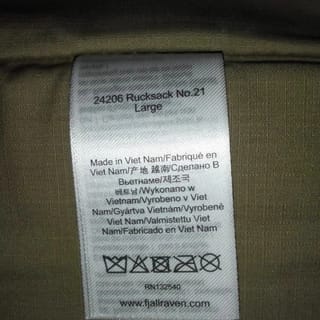 24206 Rucksack No.21
Large
Made in Viet Nam/Fabriqué en
Viet Nam/产地 越南/Сделано В
Вьетнаме/제조국
베트남/Wykonano w
Vietnam/Vyrobeno v Viet
Nam/Gyártva Vietnám/Vyrobené
Viet Nam/Valmistettu Viet
Nam/Fabricado en Viet Nam
RN132540
www.fjallraven.com